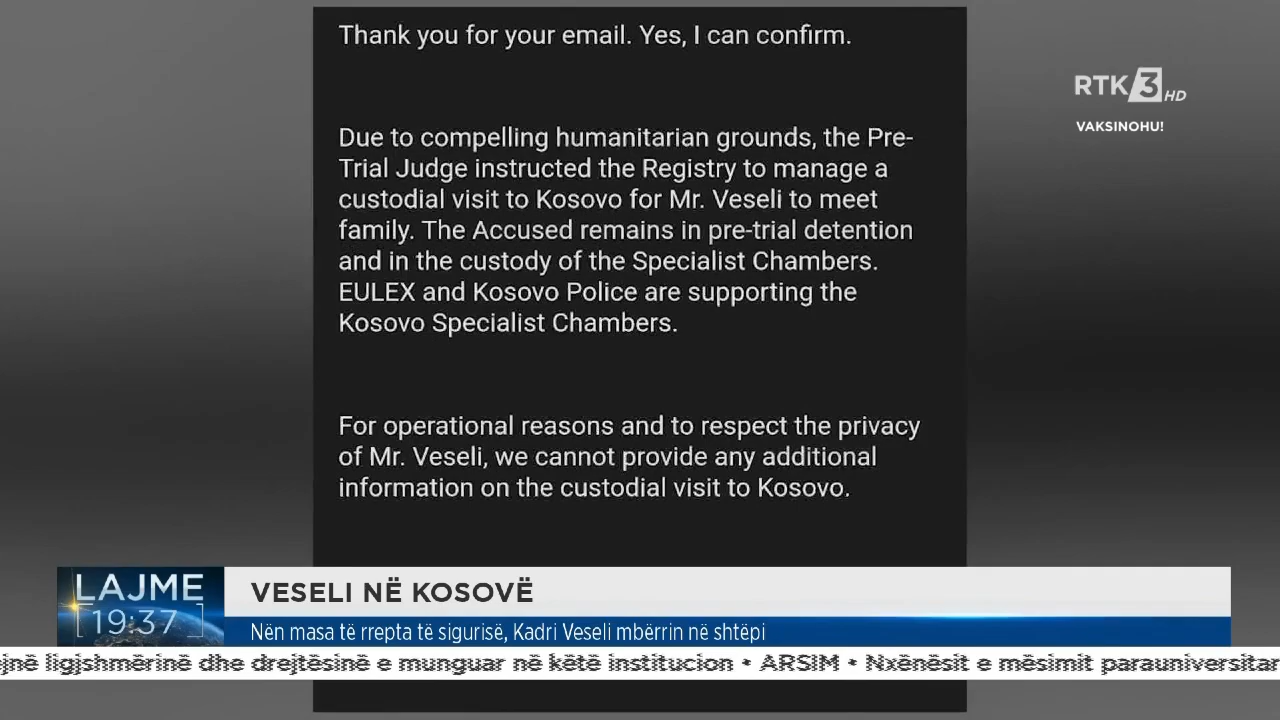 Thank you for your email. Yes, I can confirm.
Due to compelling humanitarian grounds, the Pre-
Trial Judge instructed the Registry to manage a
custodial visit to Kosovo for Mr. Veseli to meet
family. The Accused remains in pre-trial detention
and in the custody of the Specialist Chambers.
EULEX and Kosovo Police are supporting the
Kosovo Specialist Chambers.
For operational reasons and to respect the privacy
of Mr. Veseli, we cannot provide any additional
information on the custodial visit to Kosovo.
RTK 3 HD
VAKSINOHU!
LAJME
19:37
VESELI NË KOSOVË
Nën masa të rrepta të sigurisë, Kadri Veseli mbërrin në shtëpi
ligjshmërinë dhe drejtësinë e munguar në këtë institucion • ARSIM • Nxënësit e mësimit